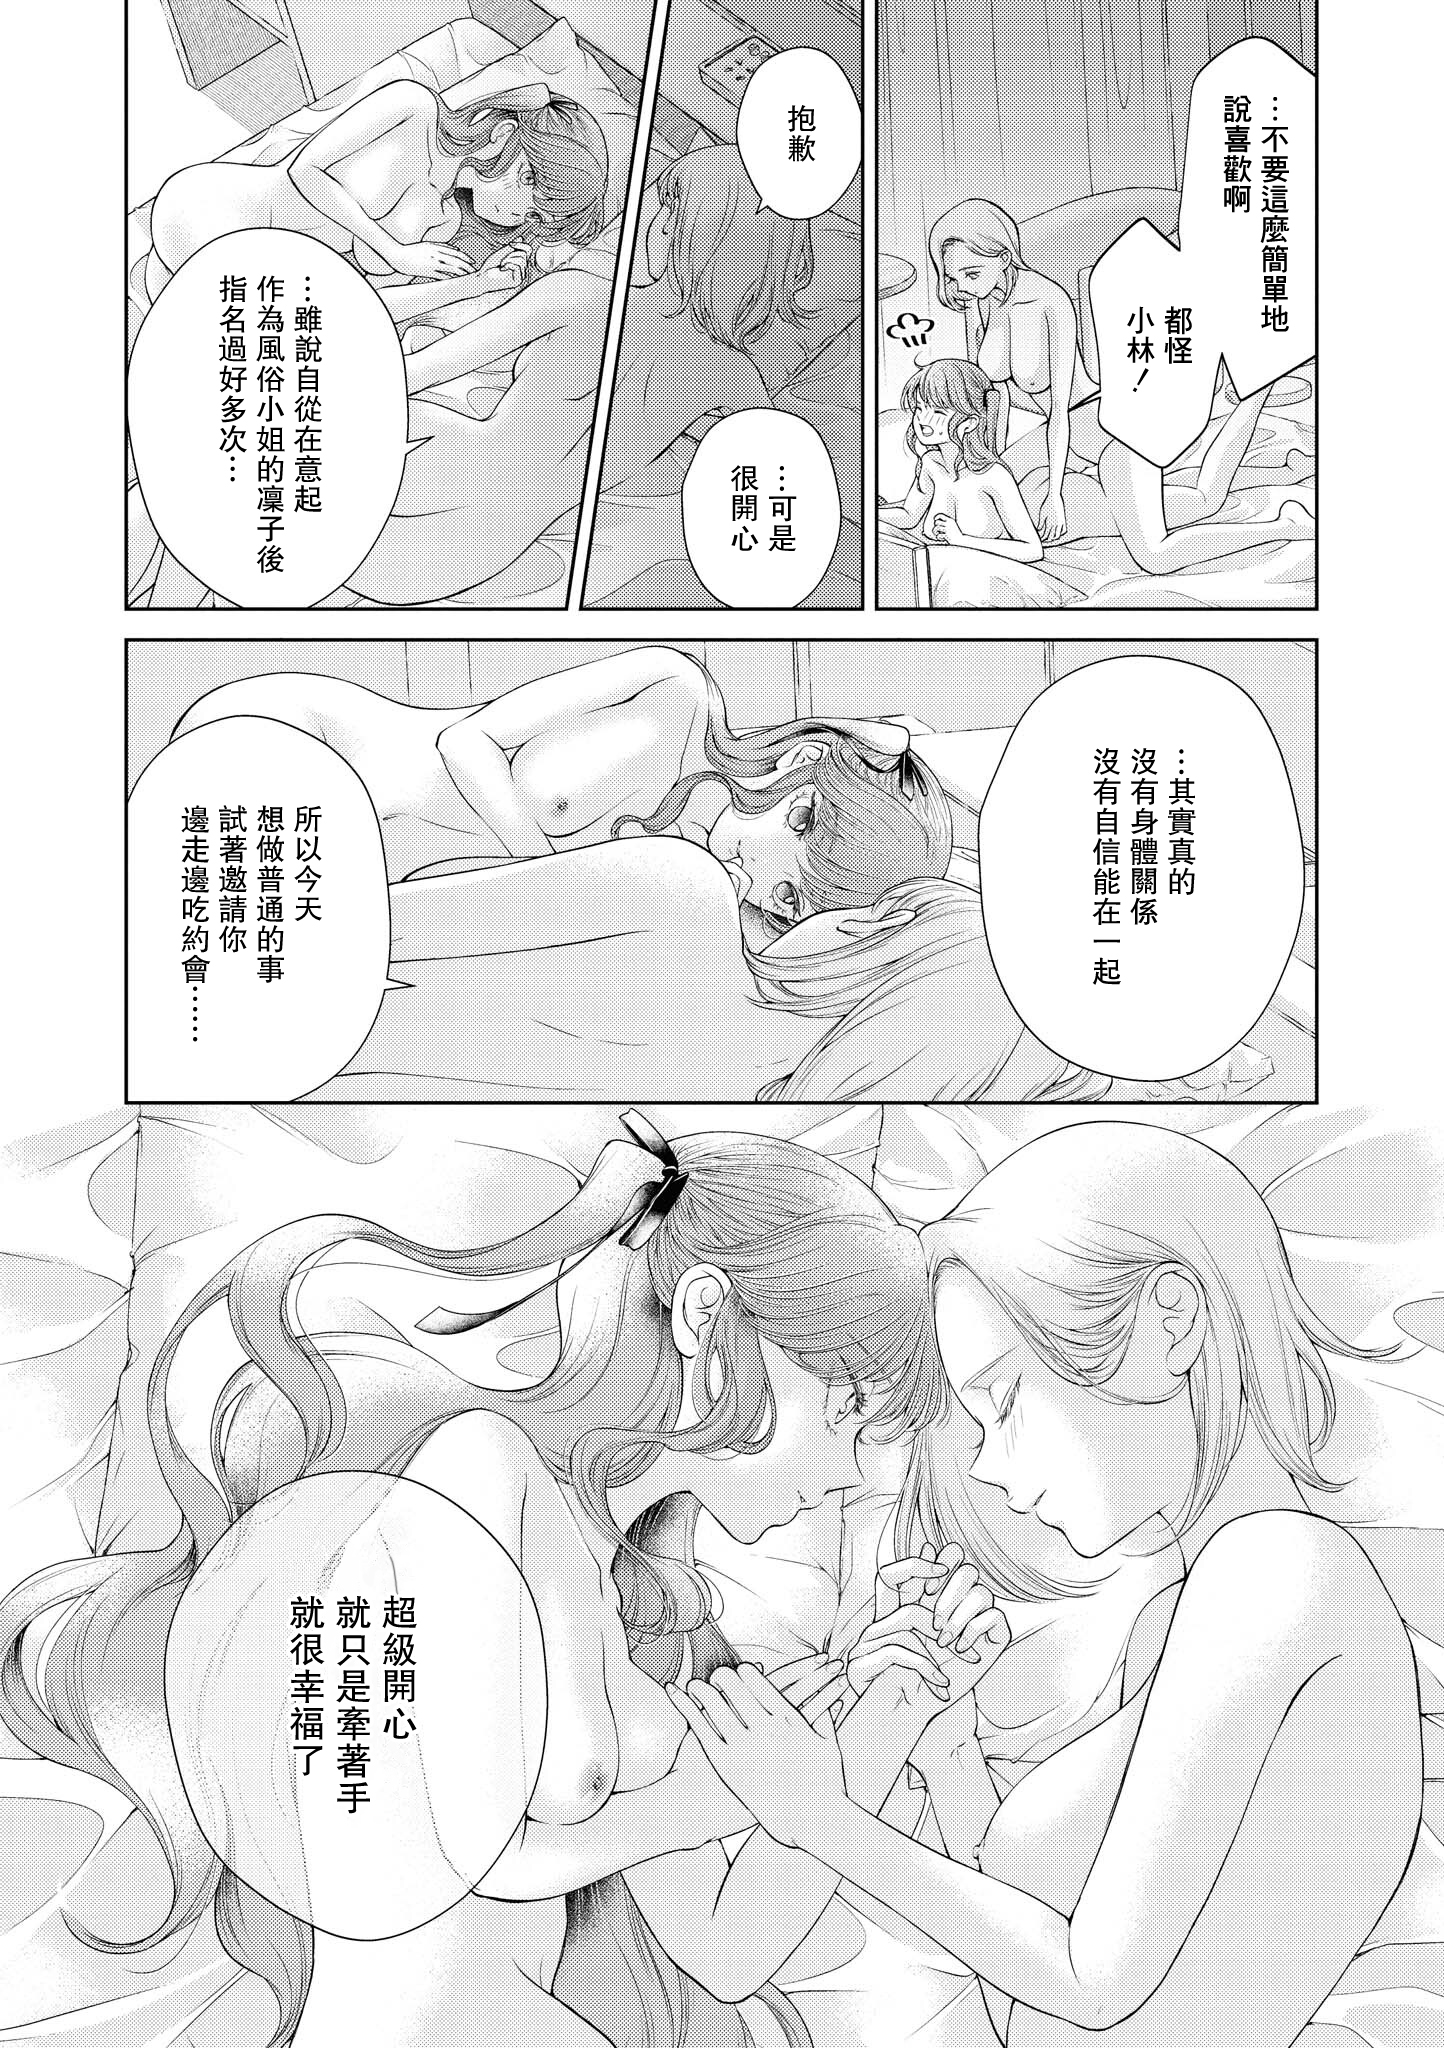 …不要這麼簡單地
說喜歡啊
都怪
小林！
抱歉
…可是
很開心
…雖說自從在意起
作為風俗小姐的凜子後
指名過好多次…
…其實真的
沒有身體關係
沒有自信能在一起
所以今天
想做普通的事
試著邀請你
邊走邊吃約會……
超級開心
就只是牽著手
就很幸福了